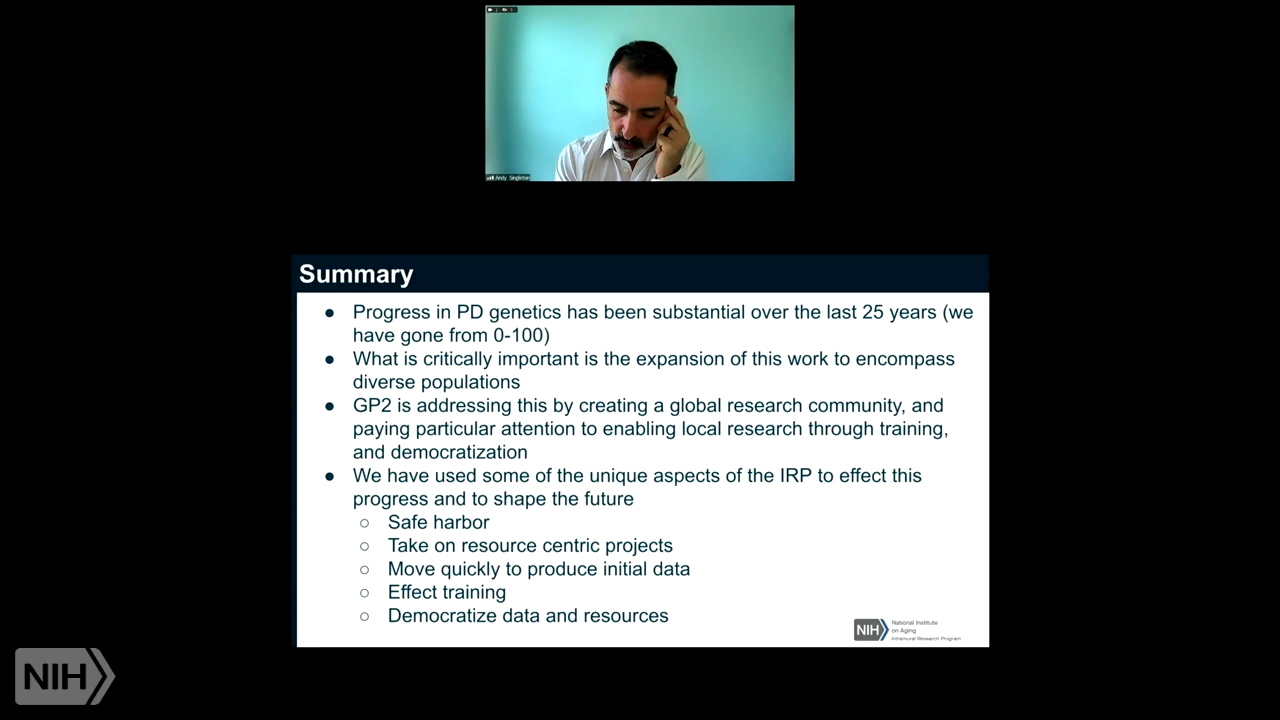 Andy Singleton
Summary
● Progress in PD genetics has been substantial over the last 25 years (we
have gone from 0-100)
● What is critically important is the expansion of this work to encompass
diverse populations
● GP2 is addressing this by creating a global research community, and
paying particular attention to enabling local research through training,
and democratization
● We have used some of the unique aspects of the IRP to effect this
progress and to shape the future
○ Safe harbor
○ Take on resource centric projects
○ Move quickly to produce initial data
○ Effect training
○ Democratize data and resources
NIH
National Institute
on Aging
Intramural Research Program
NIH